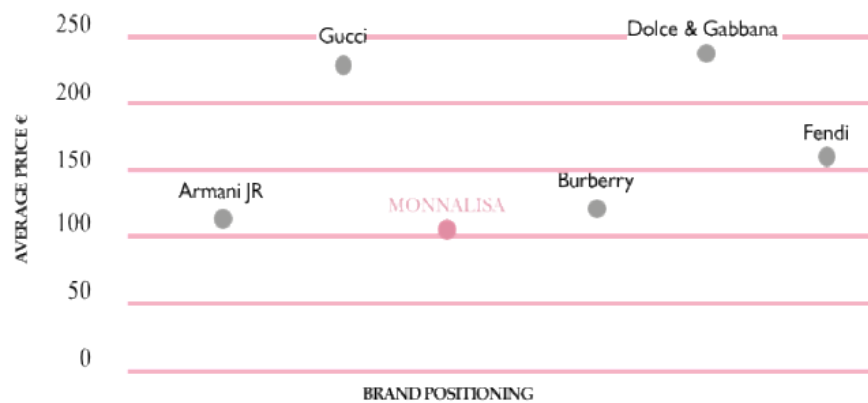 250
Gucci
Dolce & Gabbana
200
Fendi
150
Armani JR
MONNALISA
Burberry
100
50
0
AVERAGE PRICE €
BRAND POSITIONING